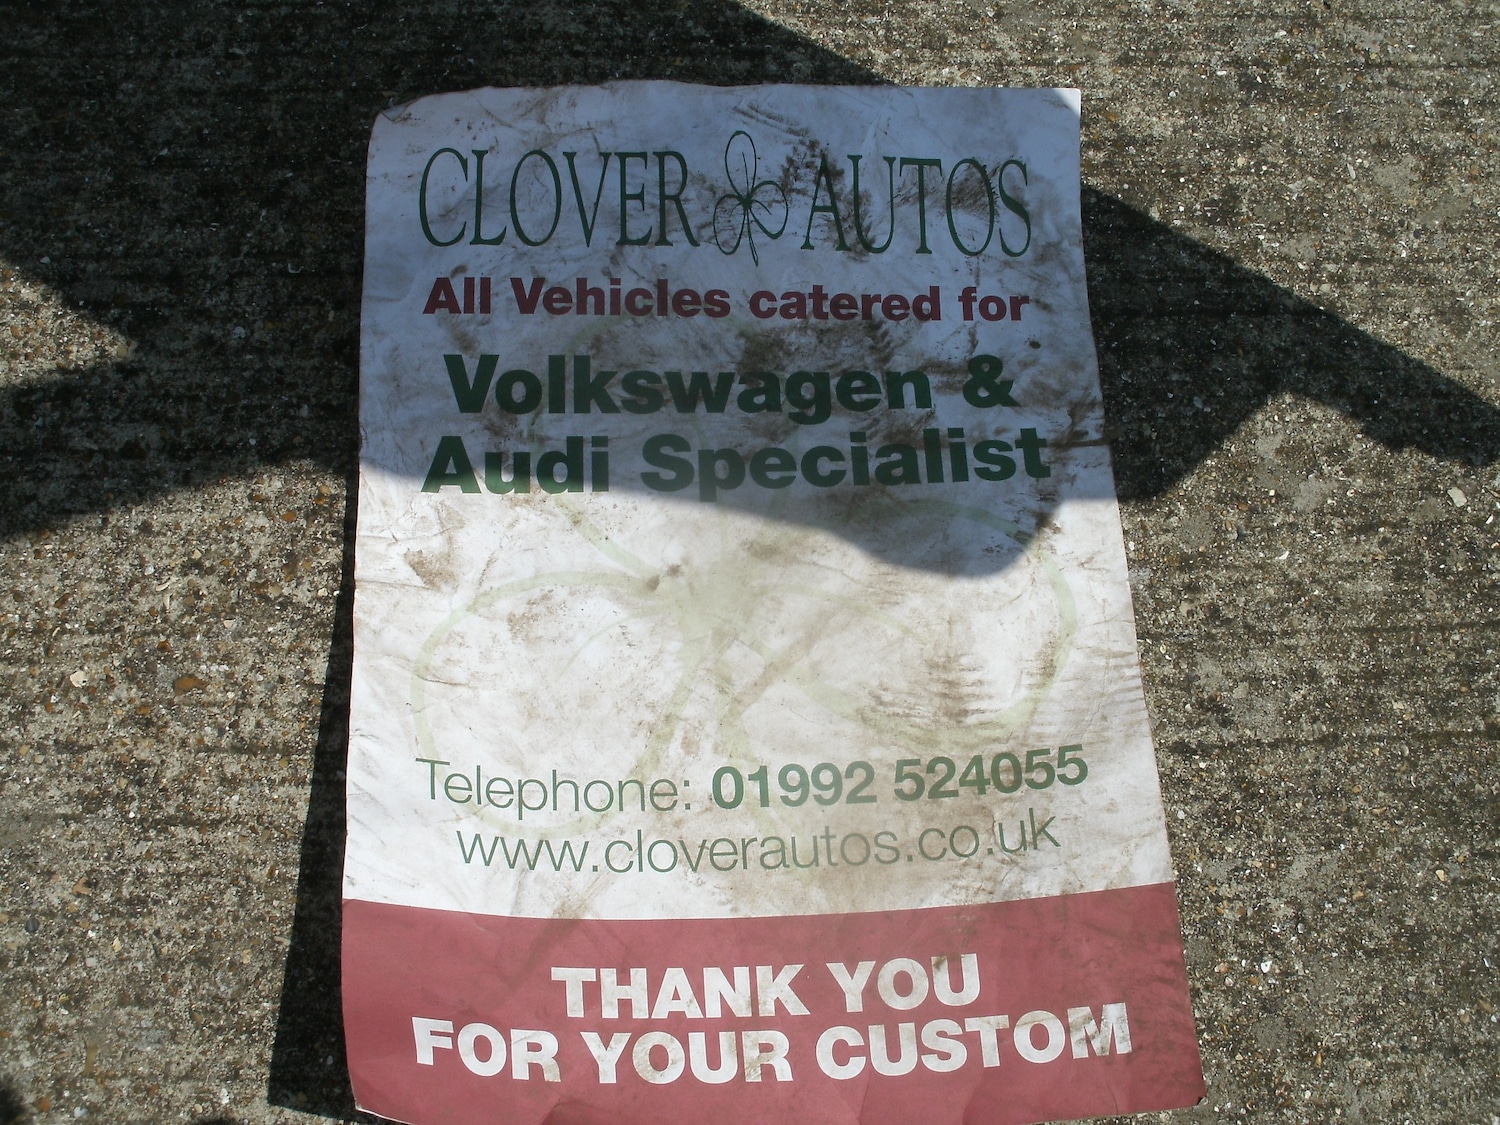 CLOVER AUTOS
All Vehicles catered for
Volkswagen &
Audi Specialist
Telephone: 01992 524055
www.cloverautos.co.uk
THANK YOU
FOR YOUR CUSTOM